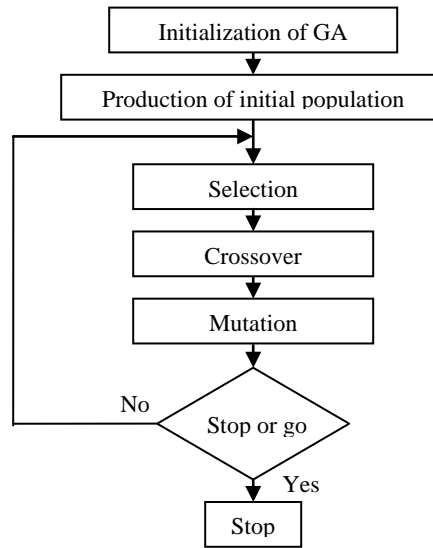 Initialization of GA
Production of initial population
Selection
Crossover
Mutation
Stop or go
No
Yes
Stop